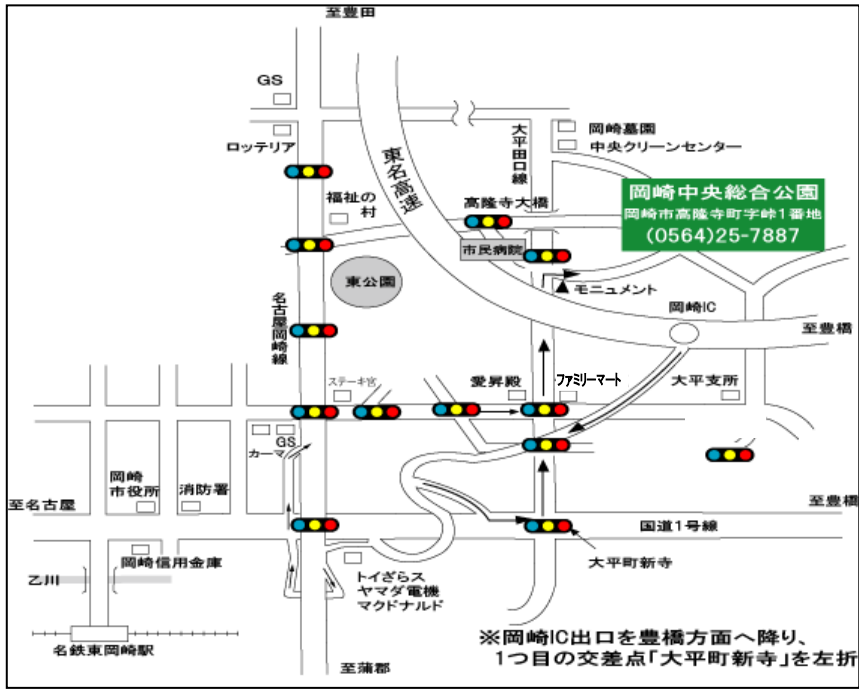 至豊田
GS
ロッテリア
大平田口線
岡崎墓園
中央クリーンセンター
東名高速
福祉の
村
高隆寺大橋
岡崎中央総合公園
岡崎市高隆寺町字峠1番地
(0564)25-7887
市民病院
東公園
モニュメント
名古屋岡崎線
岡崎IC
至豊橋
ステーキ宮
愛昇殿
ファミリーマート
大平支所
GS
カーマ
岡崎
市役所
消防署
至名古屋
至豊橋
国道1号線
岡崎信用金庫
大平町新寺
乙川
トイざらス
ヤマダ電機
マクドナルド
名鉄東岡崎駅
至蒲郡
※岡崎IC出口を豊橋方面へ降り、
1つ目の交差点「大平町新寺」を左折